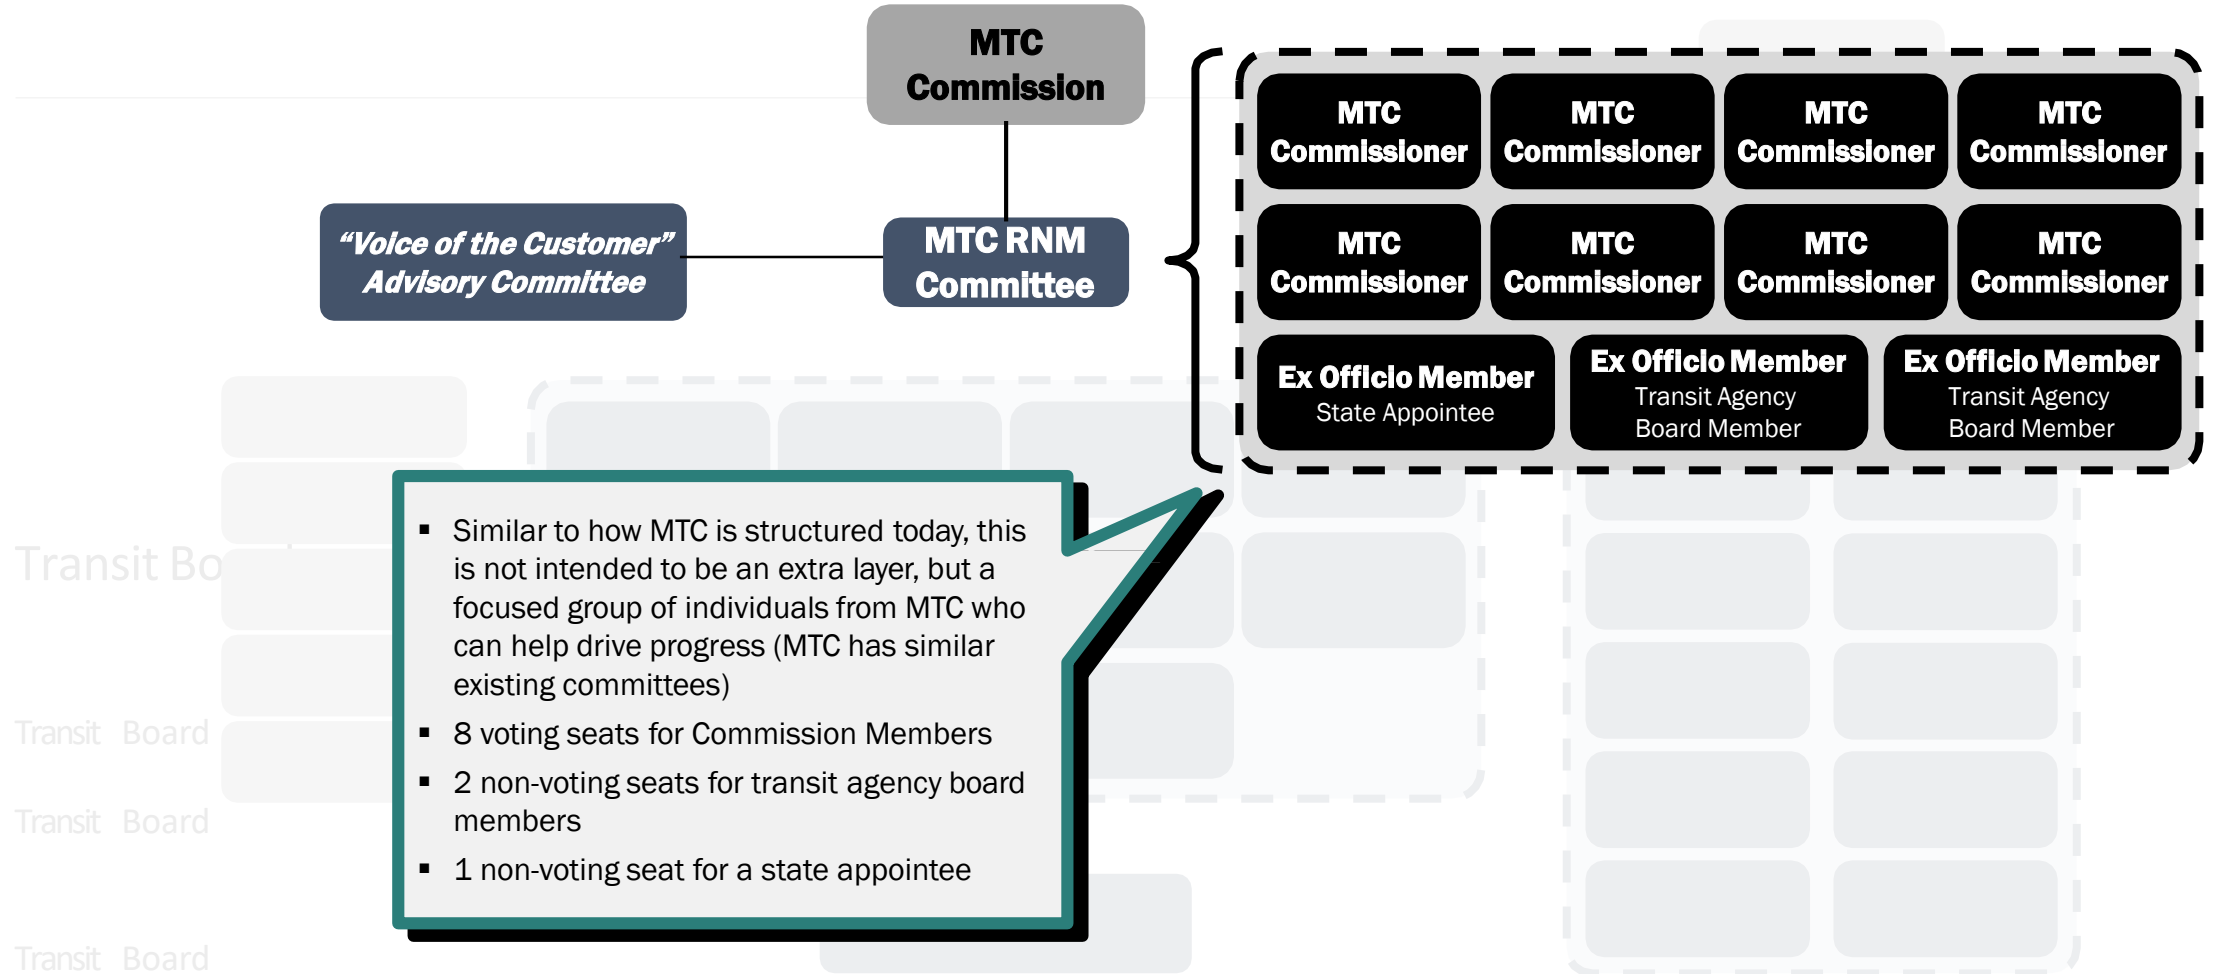 MTC
Commission
“Voice of the Customer”
Advisory Committee
MTC RNM
Committee
MTC
Commissioner
MTC
Commissioner
MTC
Commissioner
MTC
Commissioner
MTC
Commissioner
MTC
Commissioner
MTC
Commissioner
MTC
Commissioner
Ex Officio Member
State Appointee
Ex Officio Member
Transit Agency
Board Member
Ex Officio Member
Transit Agency
Board Member
▪ Similar to how MTC is structured today, this
is not intended to be an extra layer, but a
focused group of individuals from MTC who
can help drive progress (MTC has similar
existing committees)
▪ 8 voting seats for Commission Members
▪ 2 non-voting seats for transit agency board
members
▪ 1 non-voting seat for a state appointee
Transit
Transit Board
Transit Board
Transit Board